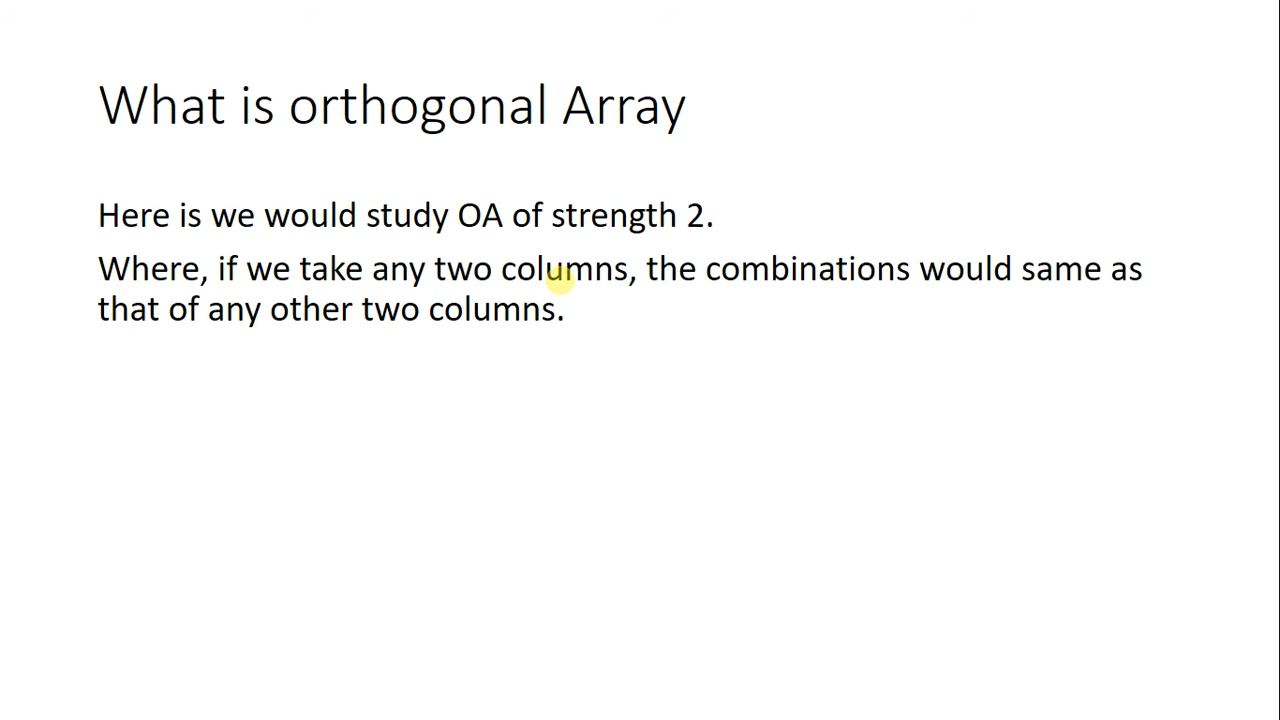 What is orthogonal Array
Here is we would study OA of strength 2.
Where, if we take any two columns, the combinations would same as
that of any other two columns.